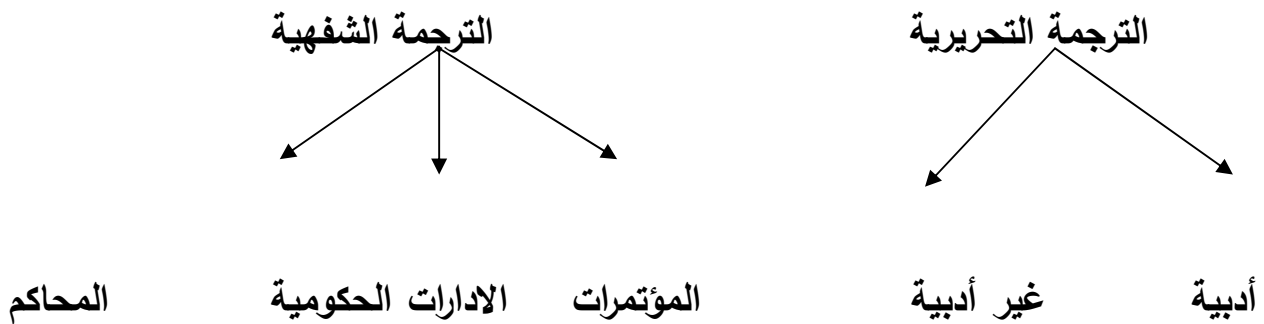 الترجمة التحريرية الترجمة الشفهية
أدبية غير أدبية المؤتمرات الادارات الحكومية المحاكم